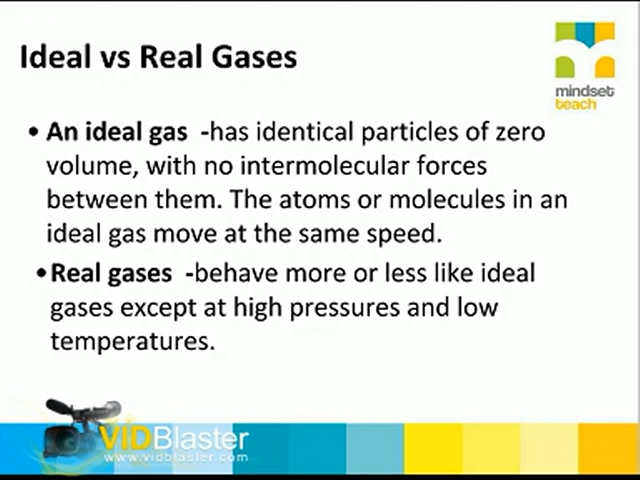 Ideal vs Real Gases
mindset
teach
• An ideal gas -has identical particles of zero
volume, with no intermolecular forces
between them. The atoms or molecules in an
ideal gas move at the same speed.
•Real gases -behave more or less like ideal
gases except at high pressures and low
temperatures.
VIDBlaster
www.vidblaster.com